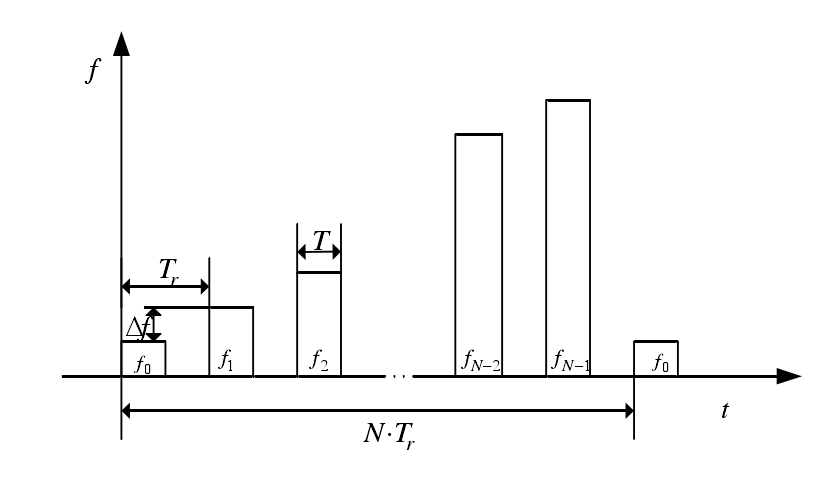 f
T
T_r
Δf
f_0 f_1 f_2 f_{N-2} f_{N-1} f_0
· · ·
t
N·T_r